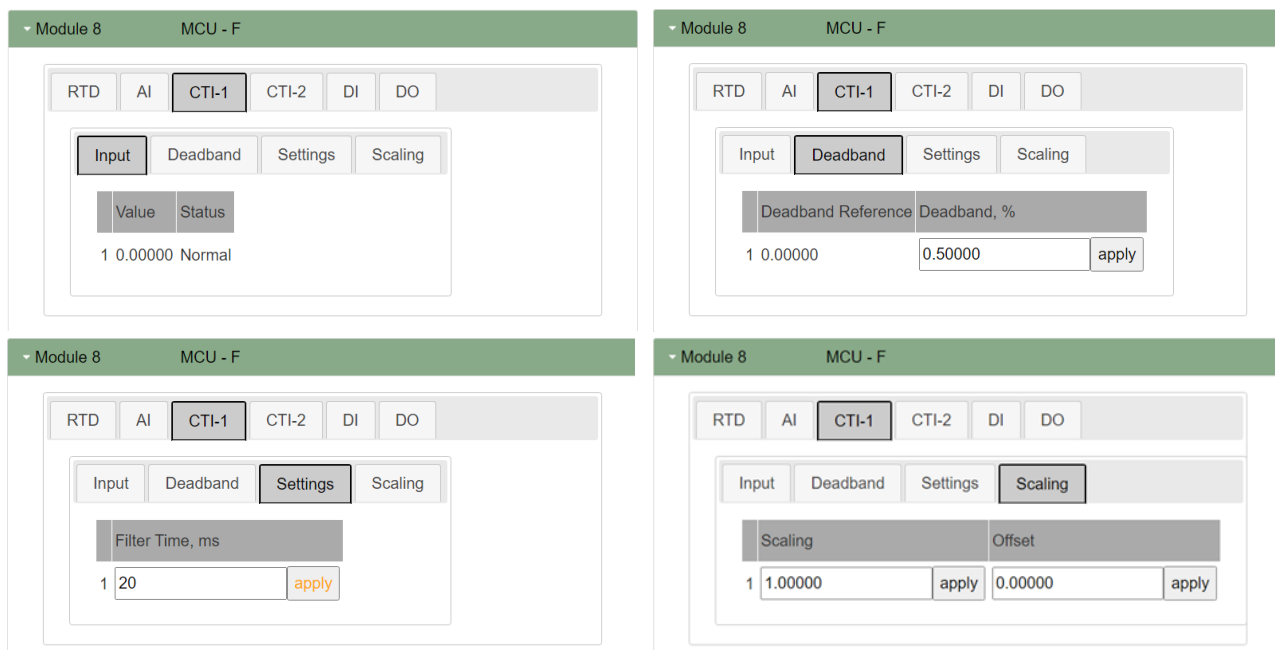 Module 8 MCU - F
RTD AI CTI-1 CTI-2 DI DO
Input Deadband Settings Scaling
Value Status
1 0.00000 Normal
Module 8 MCU - F
RTD AI CTI-1 CTI-2 DI DO
Input Deadband Settings Scaling
Deadband Reference Deadband, %
1 0.00000 0.50000 apply
Module 8 MCU - F
RTD AI CTI-1 CTI-2 DI DO
Input Deadband Settings Scaling
Filter Time, ms
1 20 apply
Module 8 MCU - F
RTD AI CTI-1 CTI-2 DI DO
Input Deadband Settings Scaling
Scaling Offset
1 1.00000 apply 0.00000 apply